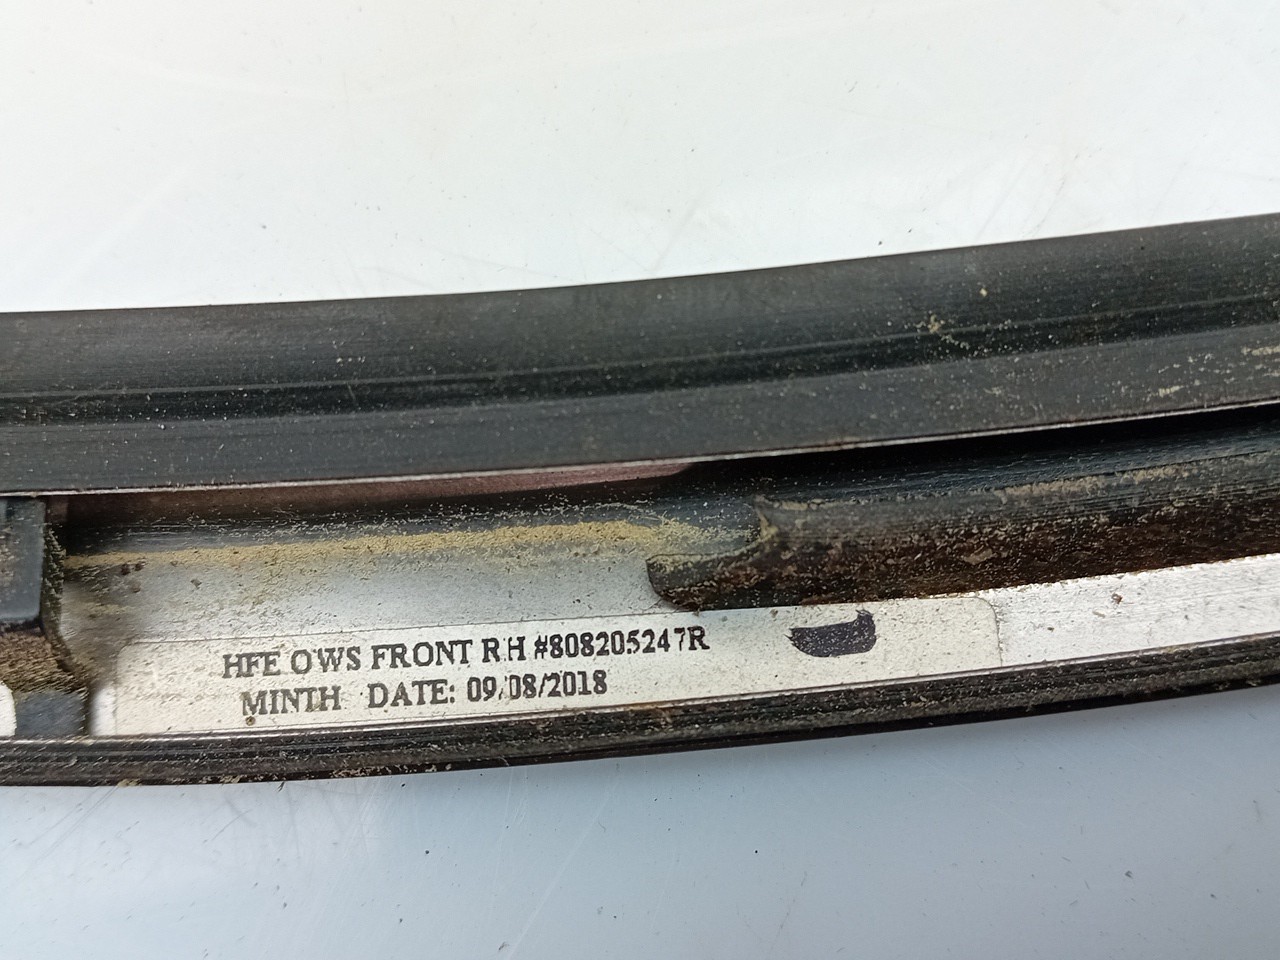 HFE OWS FRONT RH #808205247R
MINTH DATE: 09/08/2018